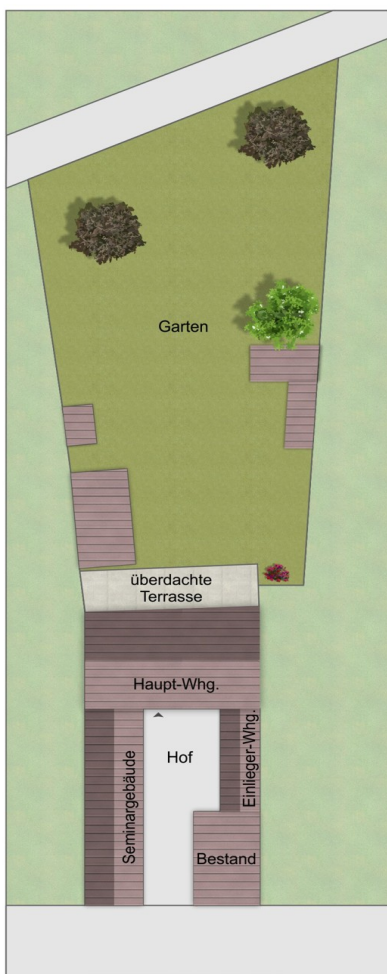 Garten
überdachte
Terrasse
Haupt-Whg.
Hof
Seminargebäude
Einlieger-Whg.
Bestand